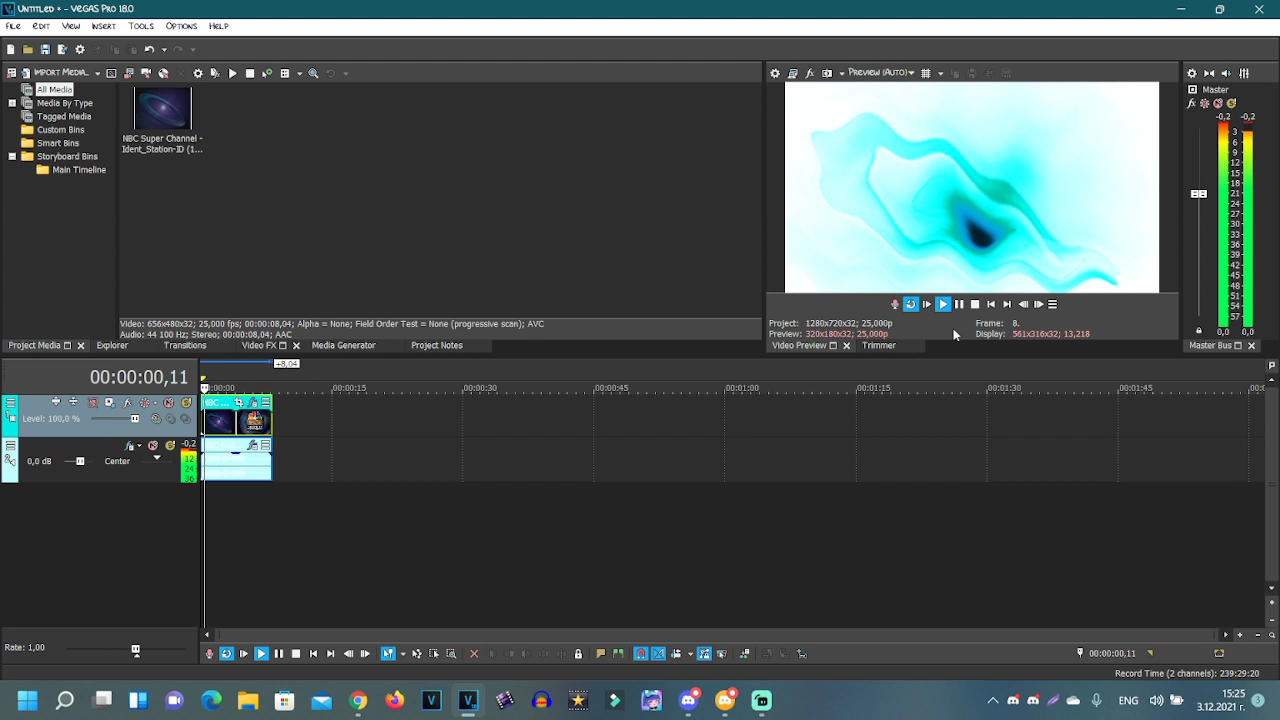 Untitled * - VEGAS Pro 18.0
File Edit View Insert Tools Options Help
Import Media...
Preview (Auto)
All Media
Media By Type
Tagged Media
Custom Bins
Smart Bins
Storyboard Bins
Main Timeline
NBC Super Channel -
Ident_Station-ID (1...
Master
-0,2 -0,2
3
6
9
12
15
18
21
24
27
30
33
36
39
42
45
48
51
54
57
0,0 0,0
Video: 656x480x32; 25,000 fps; 00:00:08,04; Alpha = None; Field Order Test = None (progressive scan), AVC
Audio: 44 100 Hz; Stereo; 00:00:08,04; AAC
Project: 1280x720x32; 25,000p
Preview: 320x180x32; 25,000p
Frame: 8.
Display: 561x316x32; 13,218
Project Media Explorer Transitions Video FX Media Generator Project Notes
Video Preview Trimmer
Master Bus
+8,04
00:00:00,11
:00:00 00:00:15 00:00:30 00:00:45 00:01:00 00:01:15 00:01:30 00:01:45
NBC ...
Level: 100,0 %
-0,2
0,0 dB Center
12
24
36
Rate: 1,00
00:00:00,11
Record Time (2 channels): 239:29:20
ENG
15:25
3.12.2021 г.
3